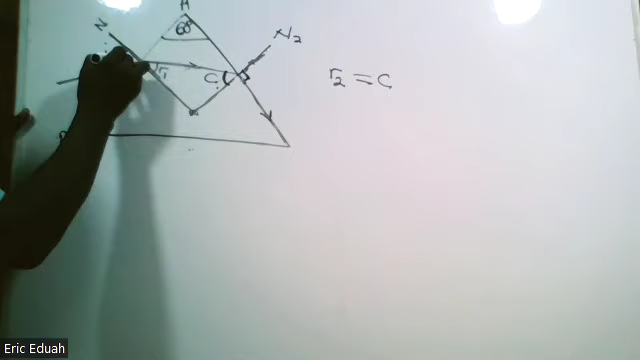 A
N
60°
N₂
r₁
C
r₂ = C
Eric Eduah